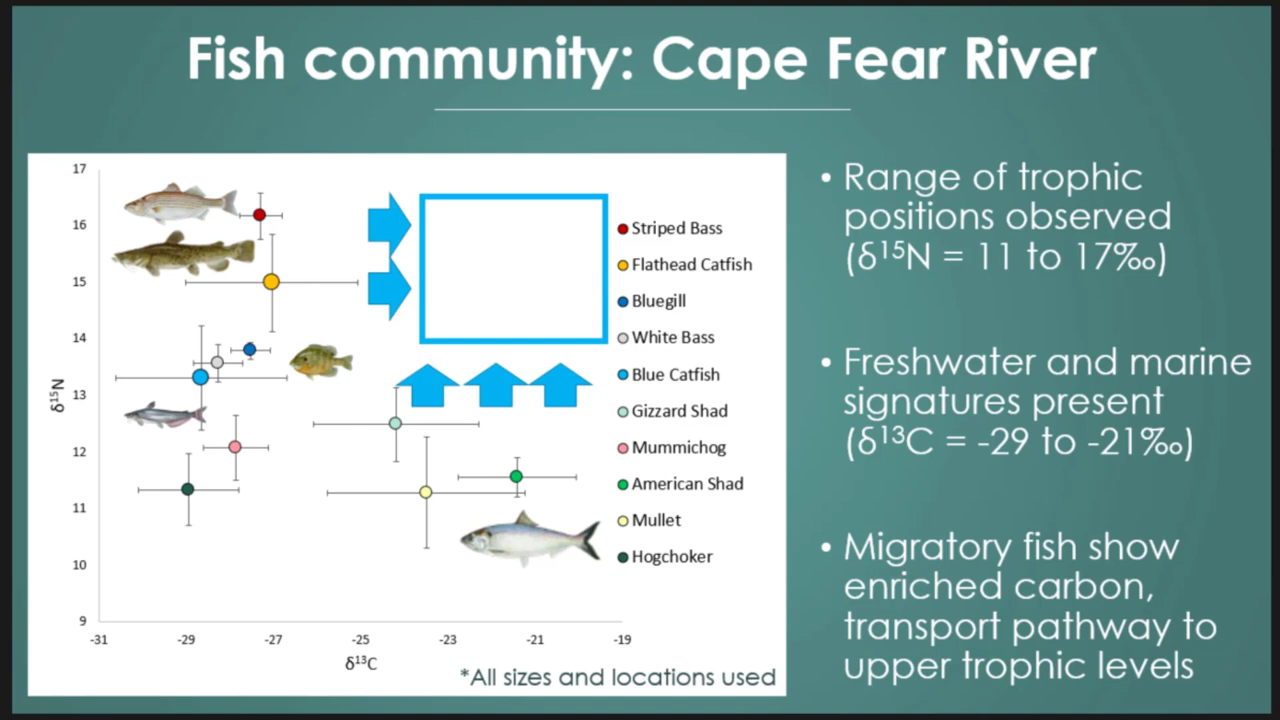 Fish community: Cape Fear River
17
16
15
14
13
12
11
10
9
δ¹⁵N
-31
-29
-27
-25
-23
-21
-19
δ¹³C
Striped Bass
Flathead Catfish
Bluegill
White Bass
Blue Catfish
Gizzard Shad
Mummichog
American Shad
Mullet
Hogchoker
*All sizes and locations used
• Range of trophic
positions observed
(δ¹⁵N = 11 to 17‰)
• Freshwater and marine
signatures present
(δ¹³C = -29 to -21‰)
• Migratory fish show
enriched carbon,
transport pathway to
upper trophic levels